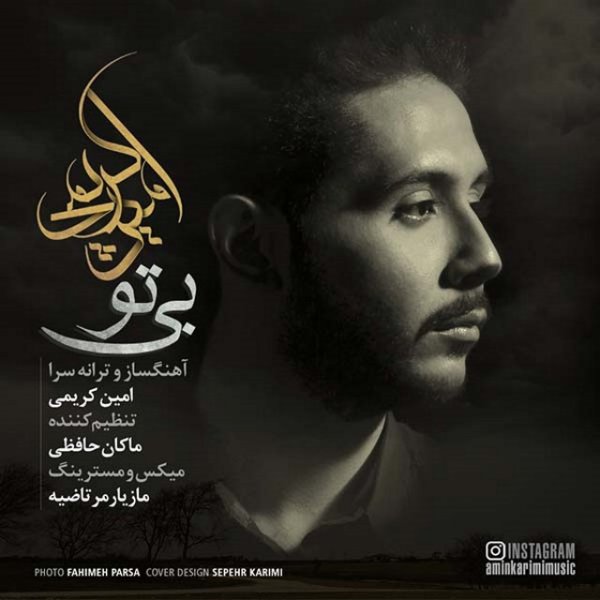 امین کریمی
بی تو
آهنگساز و ترانه سرا
امین کریمی
تنظیم کننده
ماکان حافظی
میکس و مسترینگ
مازیار مرتاضیه
PHOTO FAHIMEH PARSA COVER DESIGN SEPEHR KARIMI
INSTAGRAM
aminkarimimusic